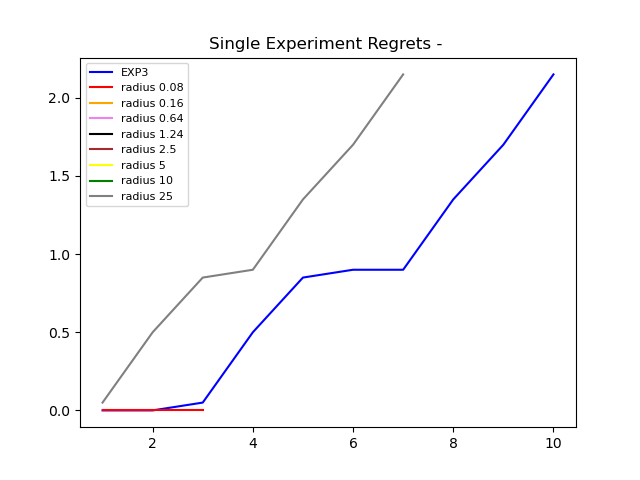 Single Experiment Regrets -
EXP3
radius 0.08
radius 0.16
radius 0.64
radius 1.24
radius 2.5
radius 5
radius 10
radius 25
2.0
1.5
1.0
0.5
0.0
2 4 6 8 10